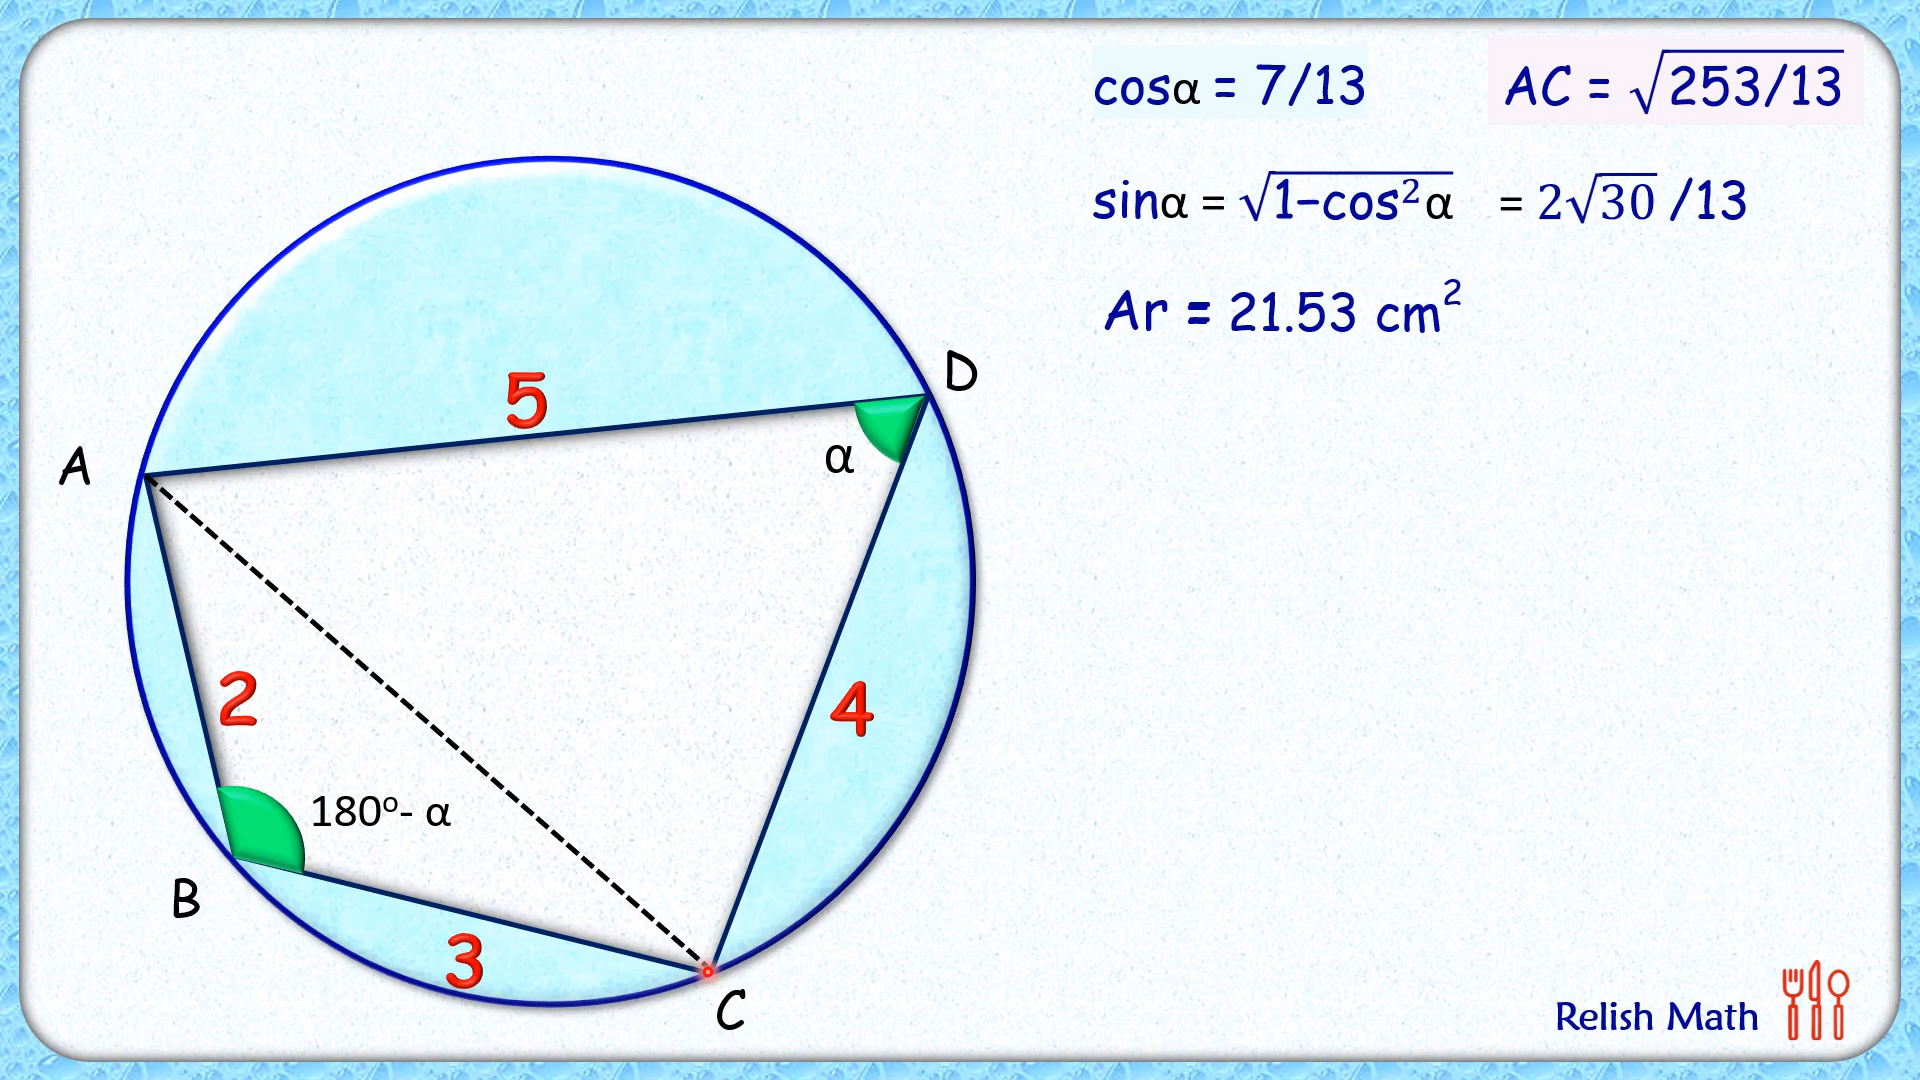 cosα = 7/13
AC = √253/13
sinα = √1−cos²α = 2√30 /13
Ar = 21.53 cm²
D
5
α
A
2
4
180º- α
B
3
C
Relish Math